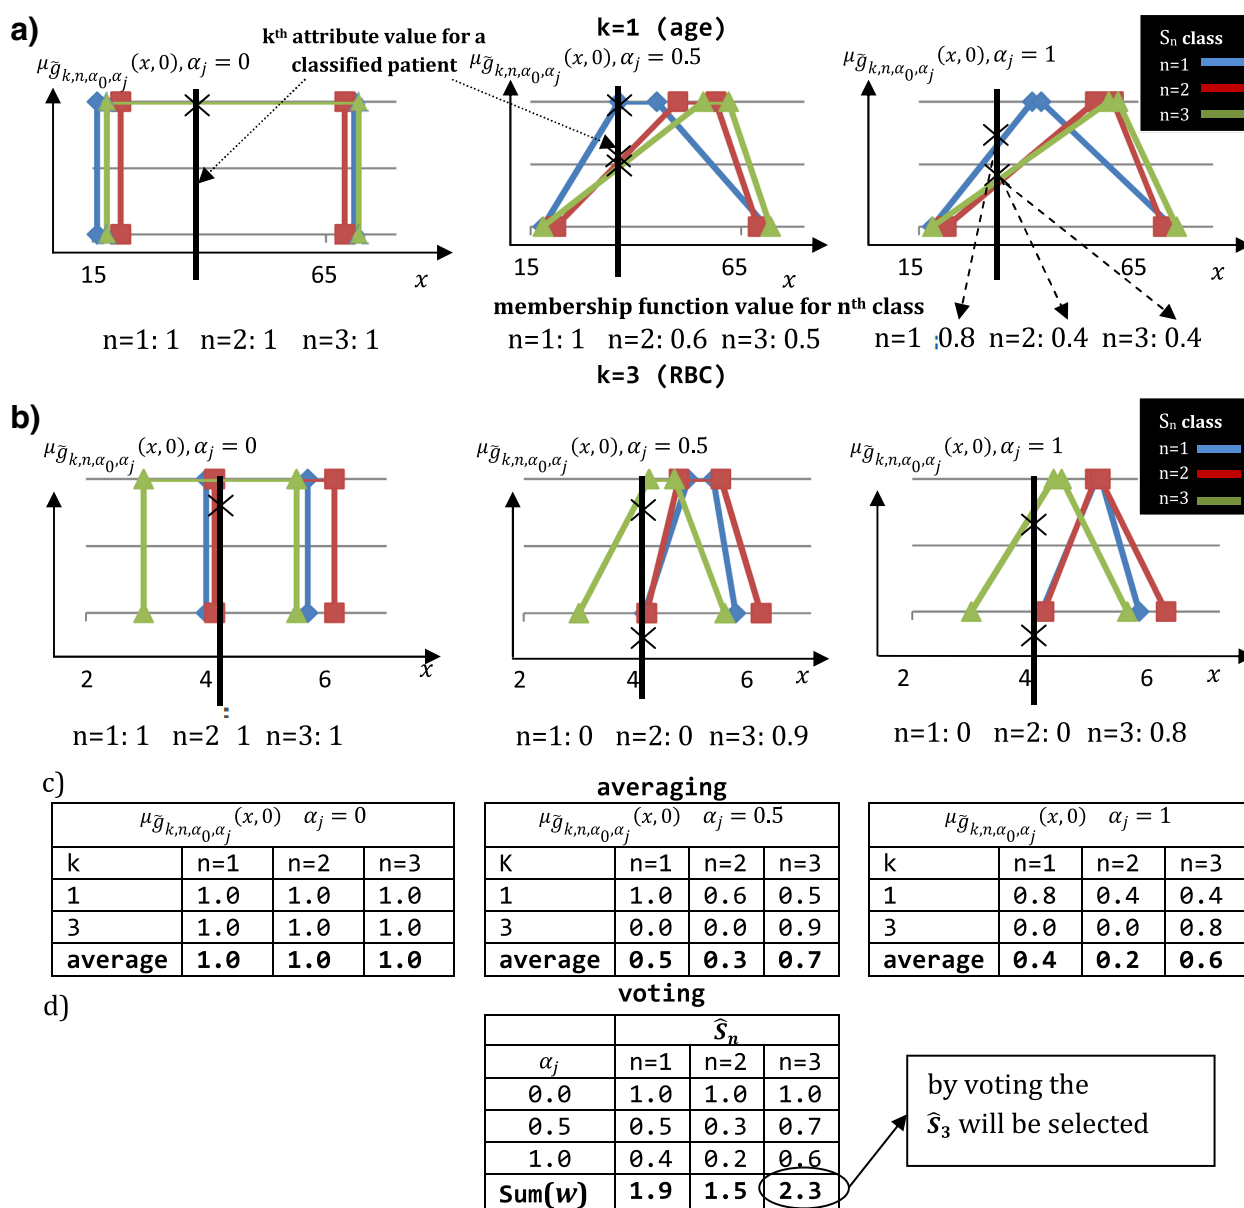 a)
k=1 (age)
kth attribute value for a
classified patient
μg̃k,n,α0,αj(x,0), αj = 0
μg̃k,n,α0,αj(x,0), αj = 0.5
μg̃k,n,α0,αj(x,0), αj = 1
Sn class
n=1
n=2
n=3
15 65 x
15 65 x
15 65 x
membership function value for nth class
n=1: 1 n=2: 1 n=3: 1
n=1: 1 n=2: 0.6 n=3: 0.5
n=1 :0.8 n=2: 0.4 n=3: 0.4
k=3 (RBC)
b)
μg̃k,n,α0,αj(x,0), αj = 0
μg̃k,n,α0,αj(x,0), αj = 0.5
μg̃k,n,α0,αj(x,0), αj = 1
Sn class
n=1
n=2
n=3
2 4 6 x
2 4 6 x
2 4 6 x
n=1: 1 n=2 : 1 n=3: 1
n=1: 0 n=2: 0 n=3: 0.9
n=1: 0 n=2: 0 n=3: 0.8
c)
averaging
μg̃k,n,α0,αj(x,0) αj = 0
k n=1 n=2 n=3
1 1.0 1.0 1.0
3 1.0 1.0 1.0
average 1.0 1.0 1.0
μg̃k,n,α0,αj(x,0) αj = 0.5
K n=1 n=2 n=3
1 1.0 0.6 0.5
3 0.0 0.0 0.9
average 0.5 0.3 0.7
μg̃k,n,α0,αj(x,0) αj = 1
k n=1 n=2 n=3
1 0.8 0.4 0.4
3 0.0 0.0 0.8
average 0.4 0.2 0.6
d)
voting
Ŝn
αj n=1 n=2 n=3
0.0 1.0 1.0 1.0
0.5 0.5 0.3 0.7
1.0 0.4 0.2 0.6
Sum(w) 1.9 1.5 2.3
by voting the
Ŝ3 will be selected